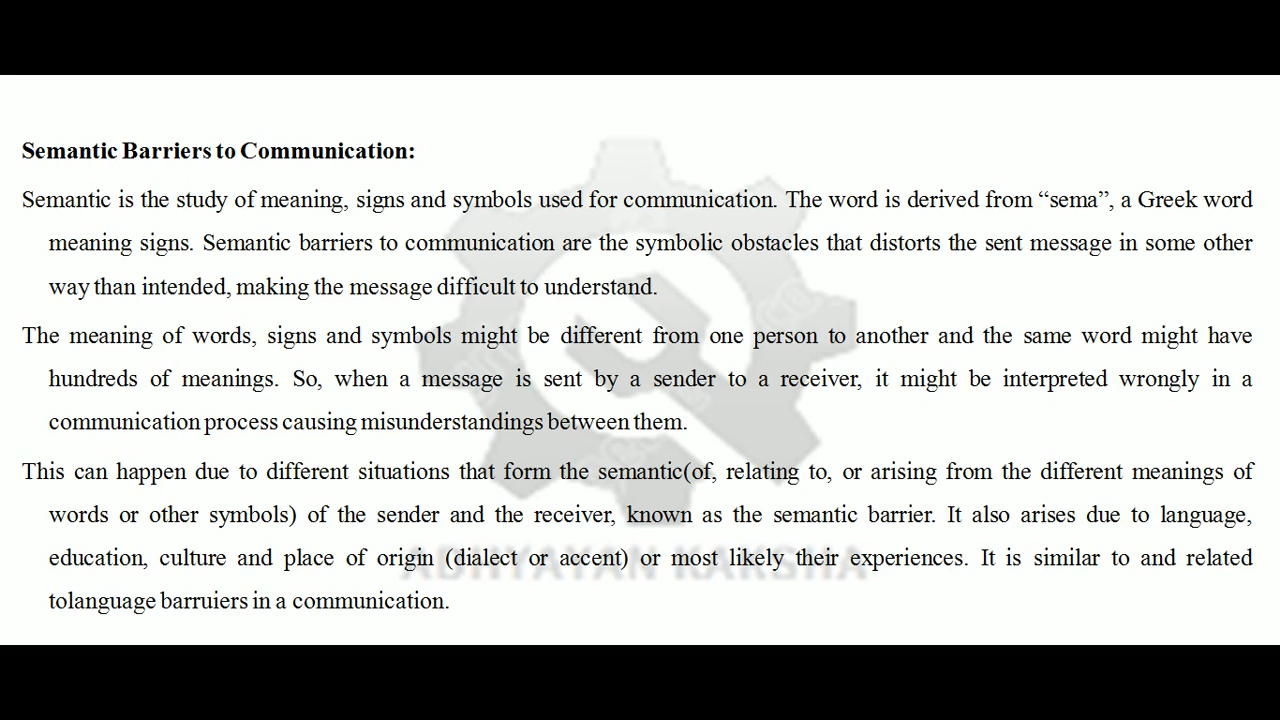 Semantic Barriers to Communication:
Semantic is the study of meaning, signs and symbols used for communication. The word is derived from “sema”, a Greek word
meaning signs. Semantic barriers to communication are the symbolic obstacles that distorts the sent message in some other
way than intended, making the message difficult to understand.
The meaning of words, signs and symbols might be different from one person to another and the same word might have
hundreds of meanings. So, when a message is sent by a sender to a receiver, it might be interpreted wrongly in a
communication process causing misunderstandings between them.
This can happen due to different situations that form the semantic(of, relating to, or arising from the different meanings of
words or other symbols) of the sender and the receiver, known as the semantic barrier. It also arises due to language,
education, culture and place of origin (dialect or accent) or most likely their experiences. It is similar to and related
ADHYAYAN KAKSHA
tolanguage barruiers in a communication.